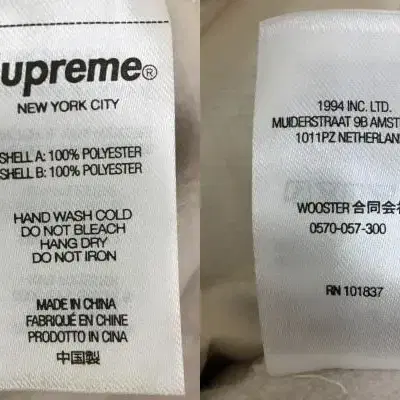 upreme®
NEW YORK CITY
SHELL A: 100% POLYESTER
SHELL B: 100% POLYESTER
HAND WASH COLD
DO NOT BLEACH
HANG DRY
DO NOT IRON
MADE IN CHINA
FABRIQUÉ EN CHINE
PRODOTTO IN CINA
中国製
1994 INC. LTD.
MUIDERSTRAAT 9B AMST
1011PZ NETHERLAN
WOOSTER 合同会
0570-057-300
RN 101837